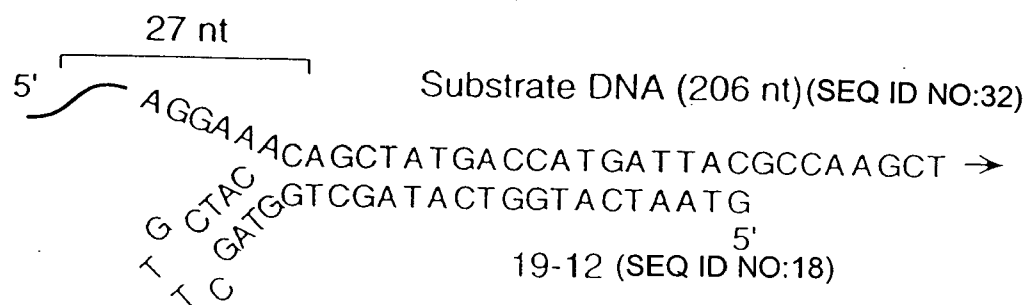 27 nt
5'
Substrate DNA (206 nt)(SEQ ID NO:32)
AGGAAACAGCTATGACCATGATTACGCCAAGCT →
CTAC
GATGGTCGATACTGGTACTAATG
G
T
T C
5'
19-12 (SEQ ID NO:18)